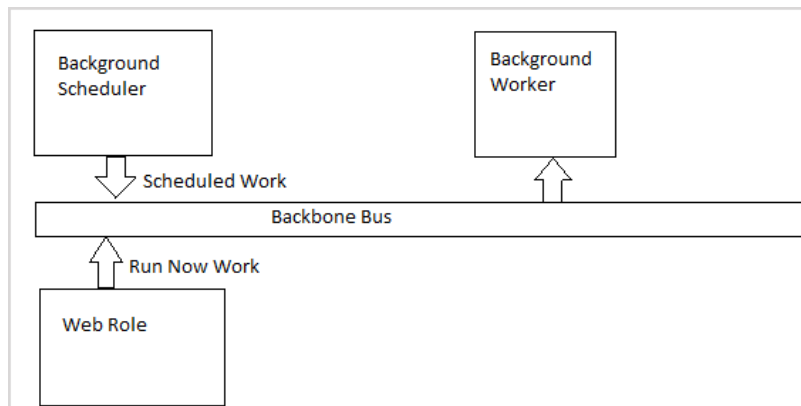 Background
Scheduler
Background
Worker
Scheduled Work
Backbone Bus
Run Now Work
Web Role